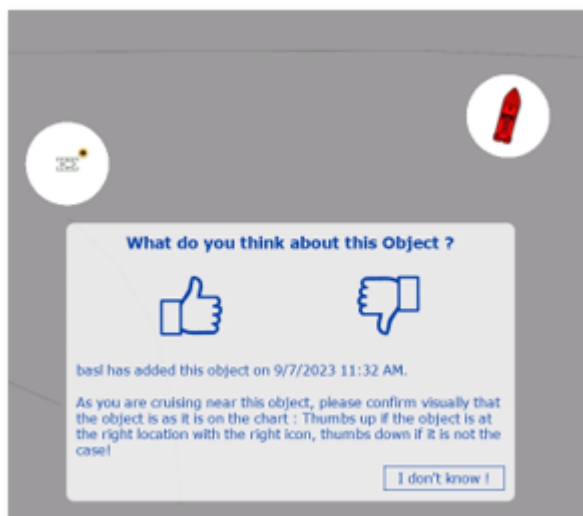 What do you think about this Object ?
basl has added this object on 9/7/2023 11:32 AM.
As you are cruising near this object, please confirm visually that
the object is as it is on the chart : Thumbs up if the object is at
the right location with the right icon, thumbs down if it is not the
case!
I don't know !